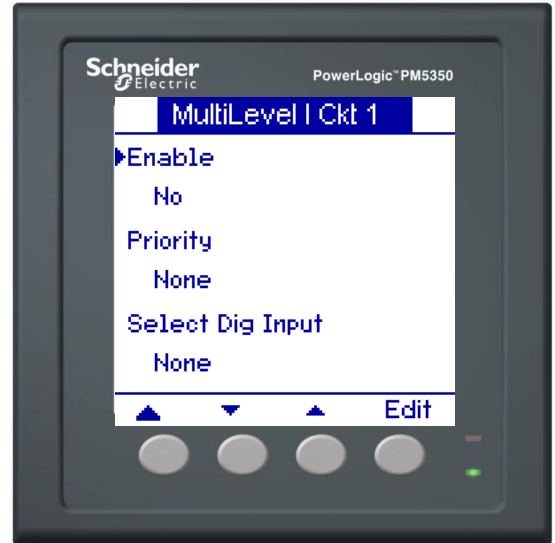 Schneider
Electric
PowerLogic™ PM5350
MultiLevel I Ckt 1
Enable
No
Priority
None
Select Dig Input
None
Edit